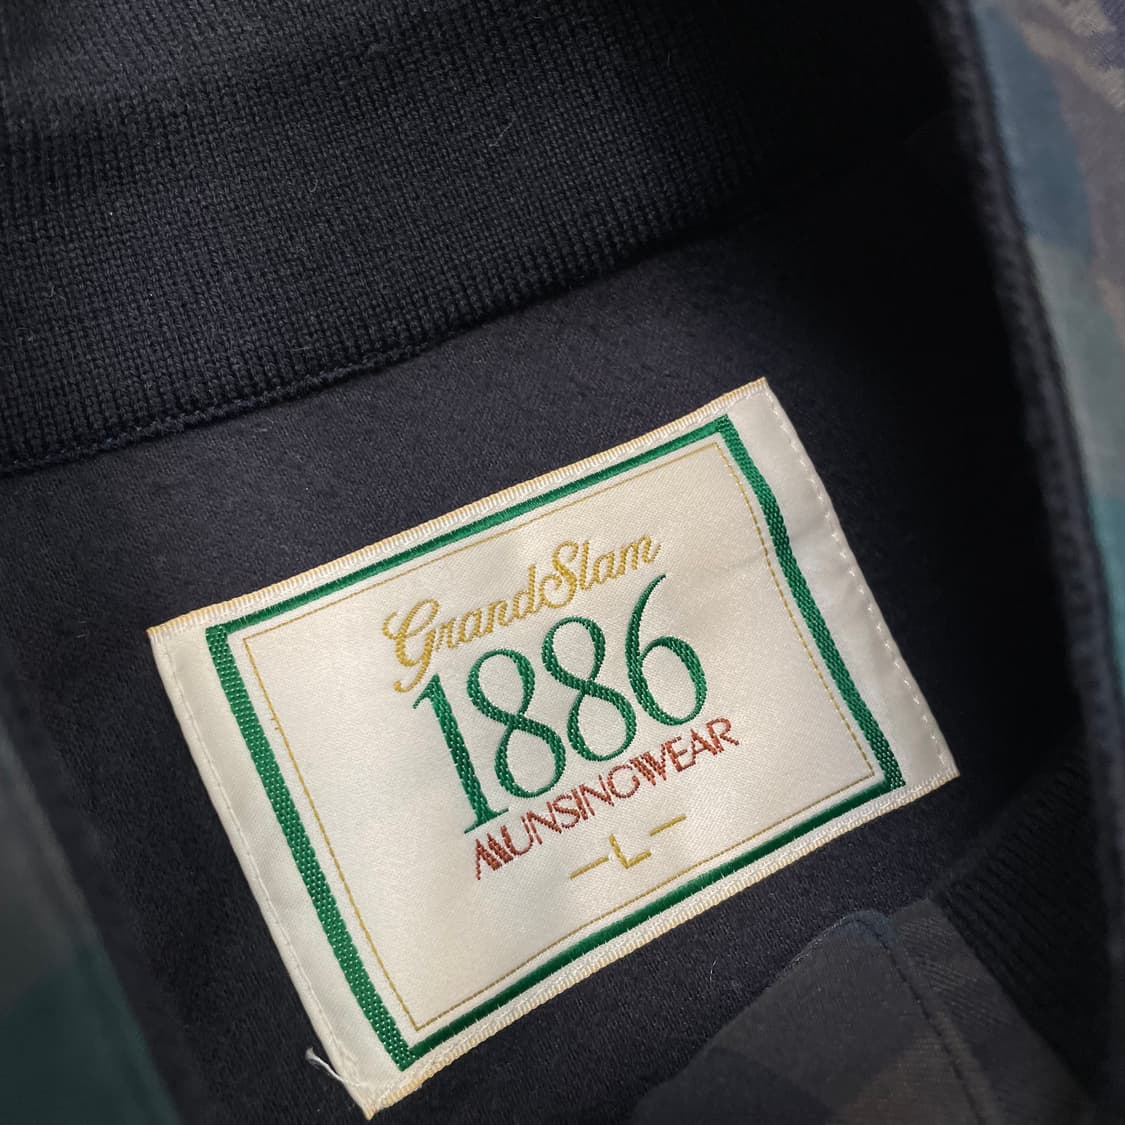 GrandSlam
1886
MUNSINGWEAR
-L-